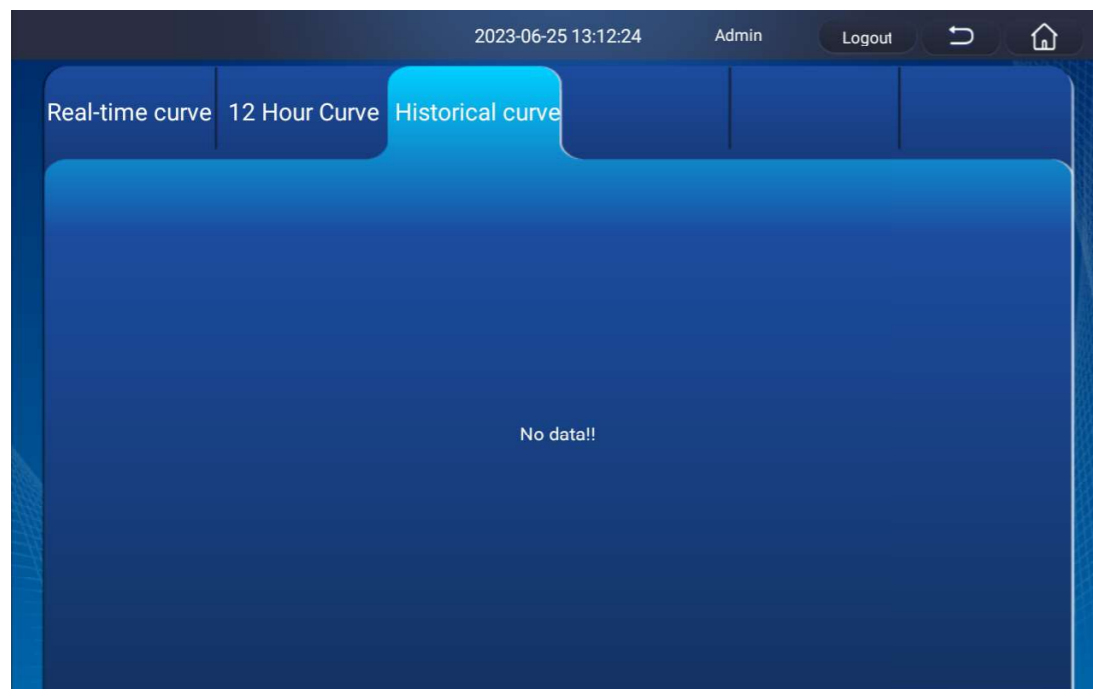 2023-06-25 13:12:24 Admin Logout
Real-time curve 12 Hour Curve Historical curve
No data!!